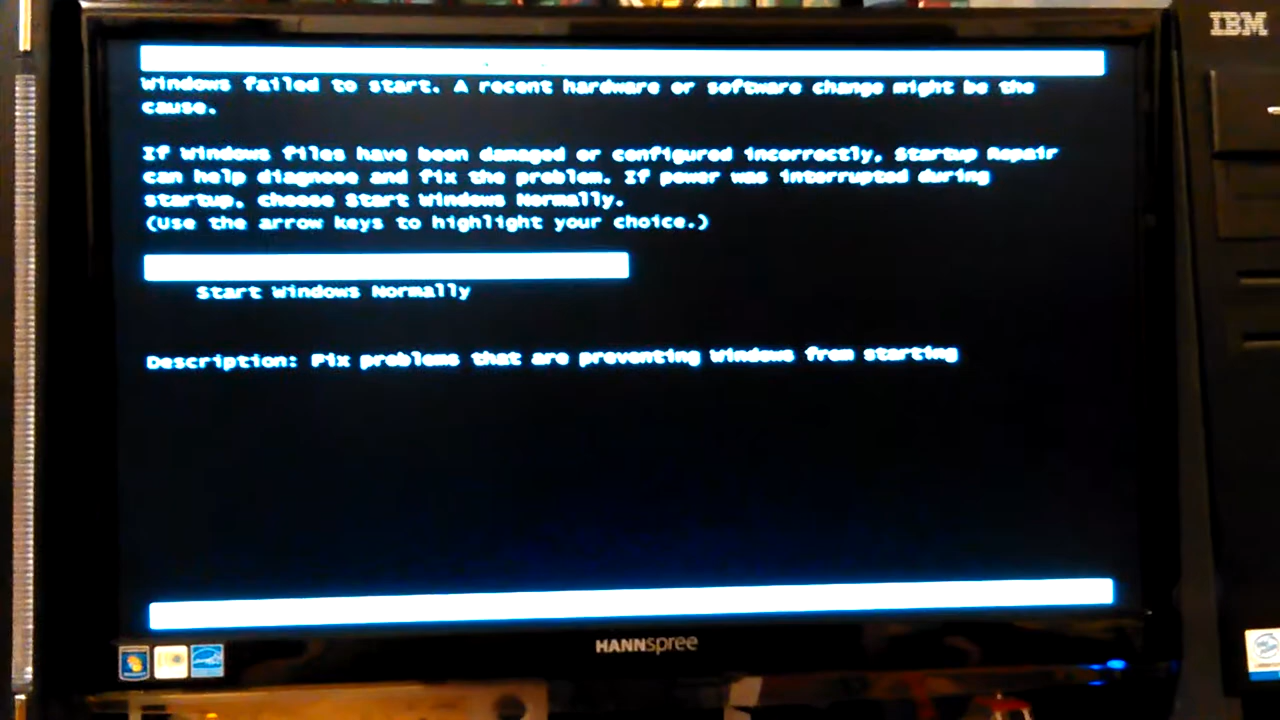 IBM
Windows failed to start. A recent hardware or software change might be the
cause.
If Windows files have been damaged or configured incorrectly, Startup Repair
can help diagnose and fix the problem. If power was interrupted during
startup, choose Start Windows Normally.
(Use the arrow keys to highlight your choice.)
Start Windows Normally
Description: Fix problems that are preventing Windows from starting
HANNspree